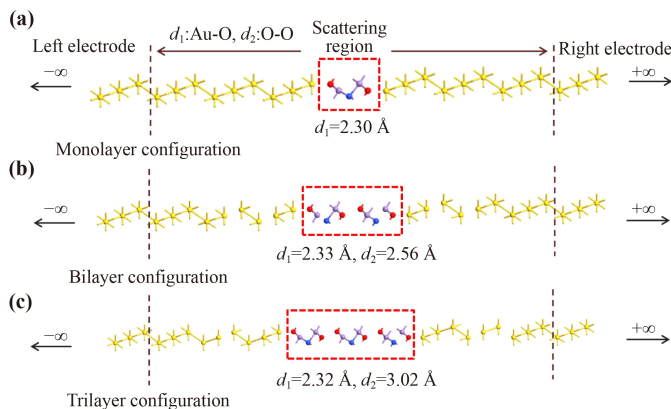 (a)
Left electrode
d₁:Au-O, d₂:O-O
Scattering
region
Right electrode
−∞
+∞
d₁=2.30 Å
Monolayer configuration
(b)
−∞
+∞
d₁=2.33 Å, d₂=2.56 Å
Bilayer configuration
(c)
−∞
+∞
d₁=2.32 Å, d₂=3.02 Å
Trilayer configuration